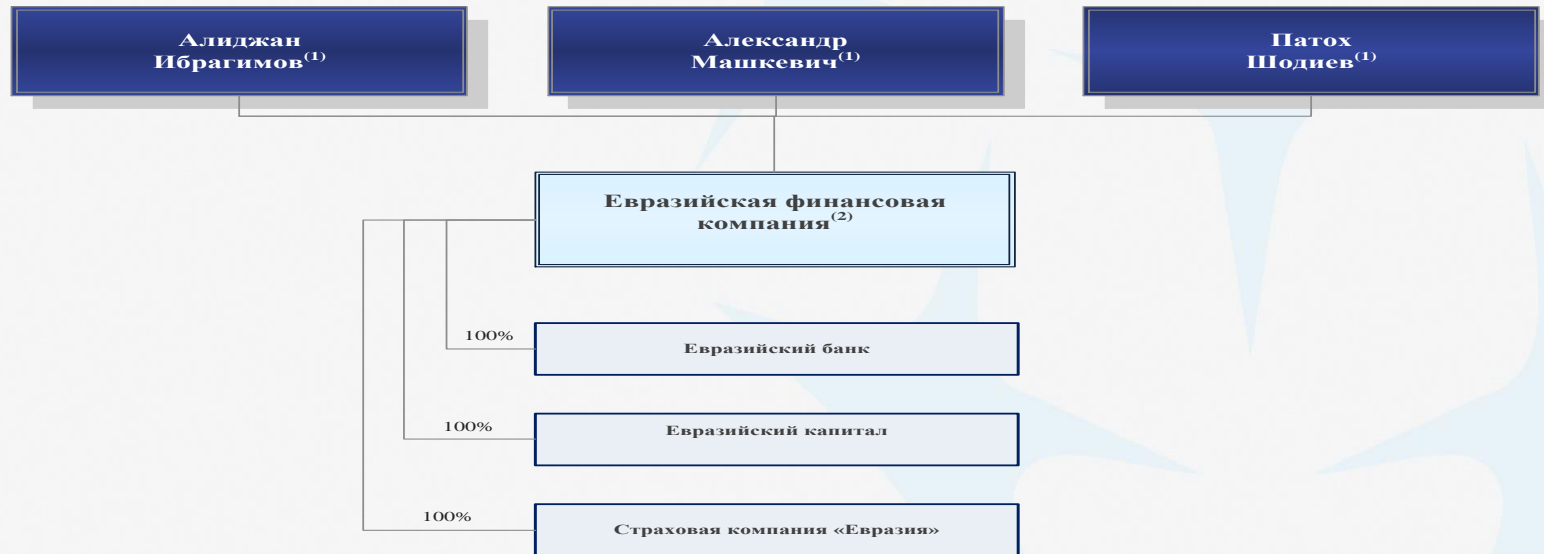 Алиджан
Ибрагимов(1)
Александр
Машкевич(1)
Патох
Шодиев(1)
Евразийская финансовая
компания(2)
100%
Евразийский банк
100%
Евразийский капитал
100%
Страховая компания «Евразия»